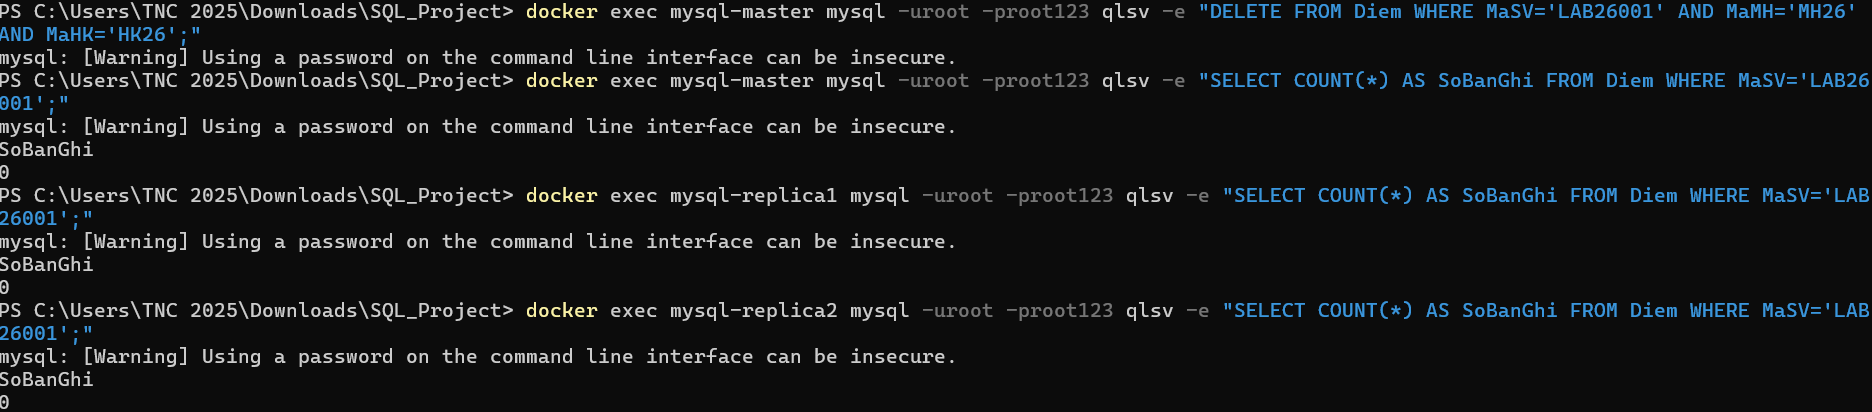 PS C:\Users\TNC 2025\Downloads\SQL_Project> docker exec mysql-master mysql -uroot -proot123 qlsv -e "DELETE FROM Diem WHERE MaSV='LAB26001' AND MaMH='MH26'
AND MaHK='HK26';"
mysql: [Warning] Using a password on the command line interface can be insecure.
PS C:\Users\TNC 2025\Downloads\SQL_Project> docker exec mysql-master mysql -uroot -proot123 qlsv -e "SELECT COUNT(*) AS SoBanGhi FROM Diem WHERE MaSV='LAB26
001';"
mysql: [Warning] Using a password on the command line interface can be insecure.
SoBanGhi
0
PS C:\Users\TNC 2025\Downloads\SQL_Project> docker exec mysql-replica1 mysql -uroot -proot123 qlsv -e "SELECT COUNT(*) AS SoBanGhi FROM Diem WHERE MaSV='LAB
26001';"
mysql: [Warning] Using a password on the command line interface can be insecure.
SoBanGhi
0
PS C:\Users\TNC 2025\Downloads\SQL_Project> docker exec mysql-replica2 mysql -uroot -proot123 qlsv -e "SELECT COUNT(*) AS SoBanGhi FROM Diem WHERE MaSV='LAB
26001';"
mysql: [Warning] Using a password on the command line interface can be insecure.
SoBanGhi
0